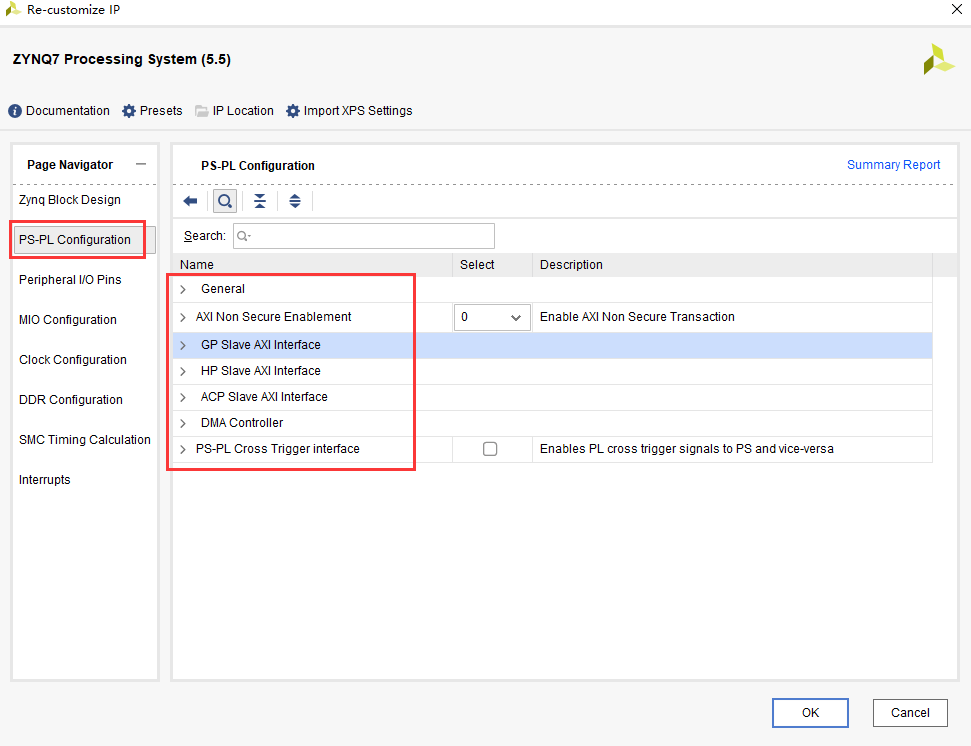 Re-customize IP
ZYNQ7 Processing System (5.5)
Documentation Presets IP Location Import XPS Settings
Page Navigator
Zynq Block Design
PS-PL Configuration
Peripheral I/O Pins
MIO Configuration
Clock Configuration
DDR Configuration
SMC Timing Calculation
Interrupts
PS-PL Configuration Summary Report
Search:
Name Select Description
General
AXI Non Secure Enablement 0 Enable AXI Non Secure Transaction
GP Slave AXI Interface
HP Slave AXI Interface
ACP Slave AXI Interface
DMA Controller
PS-PL Cross Trigger interface Enables PL cross trigger signals to PS and vice-versa
OK Cancel